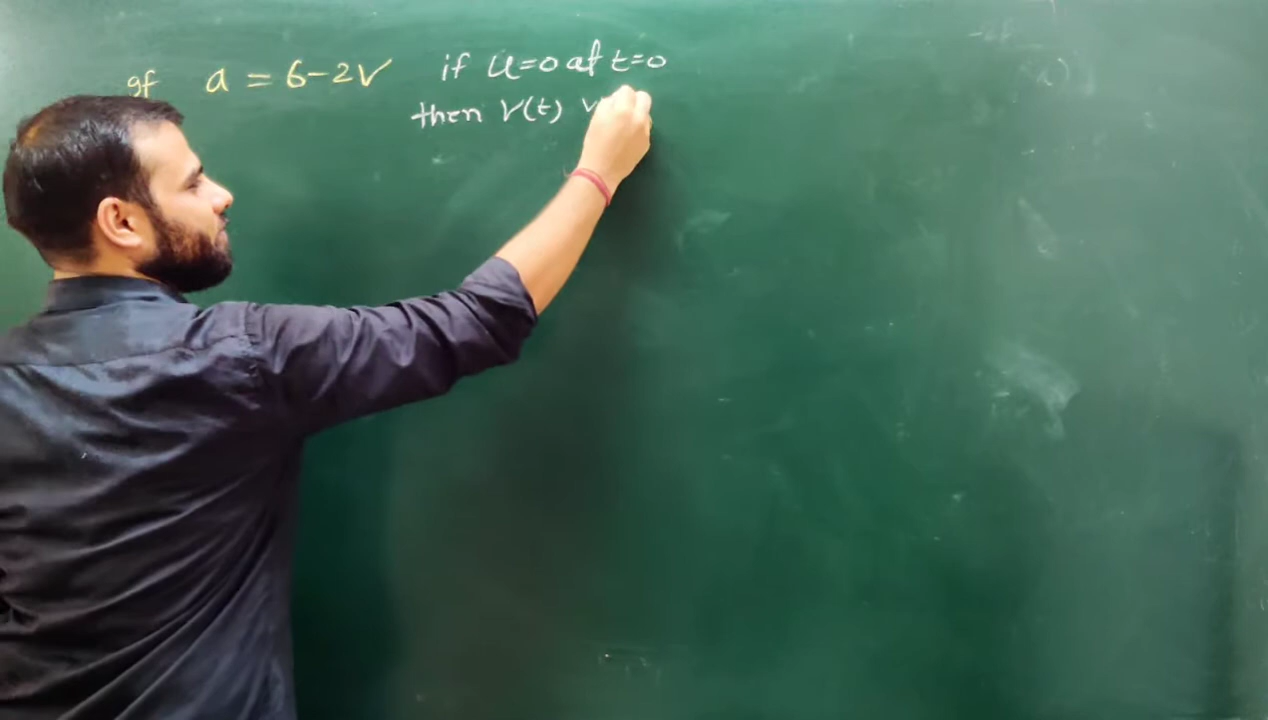 gf a = 6-2V if u=0 at t=0
then V(t)